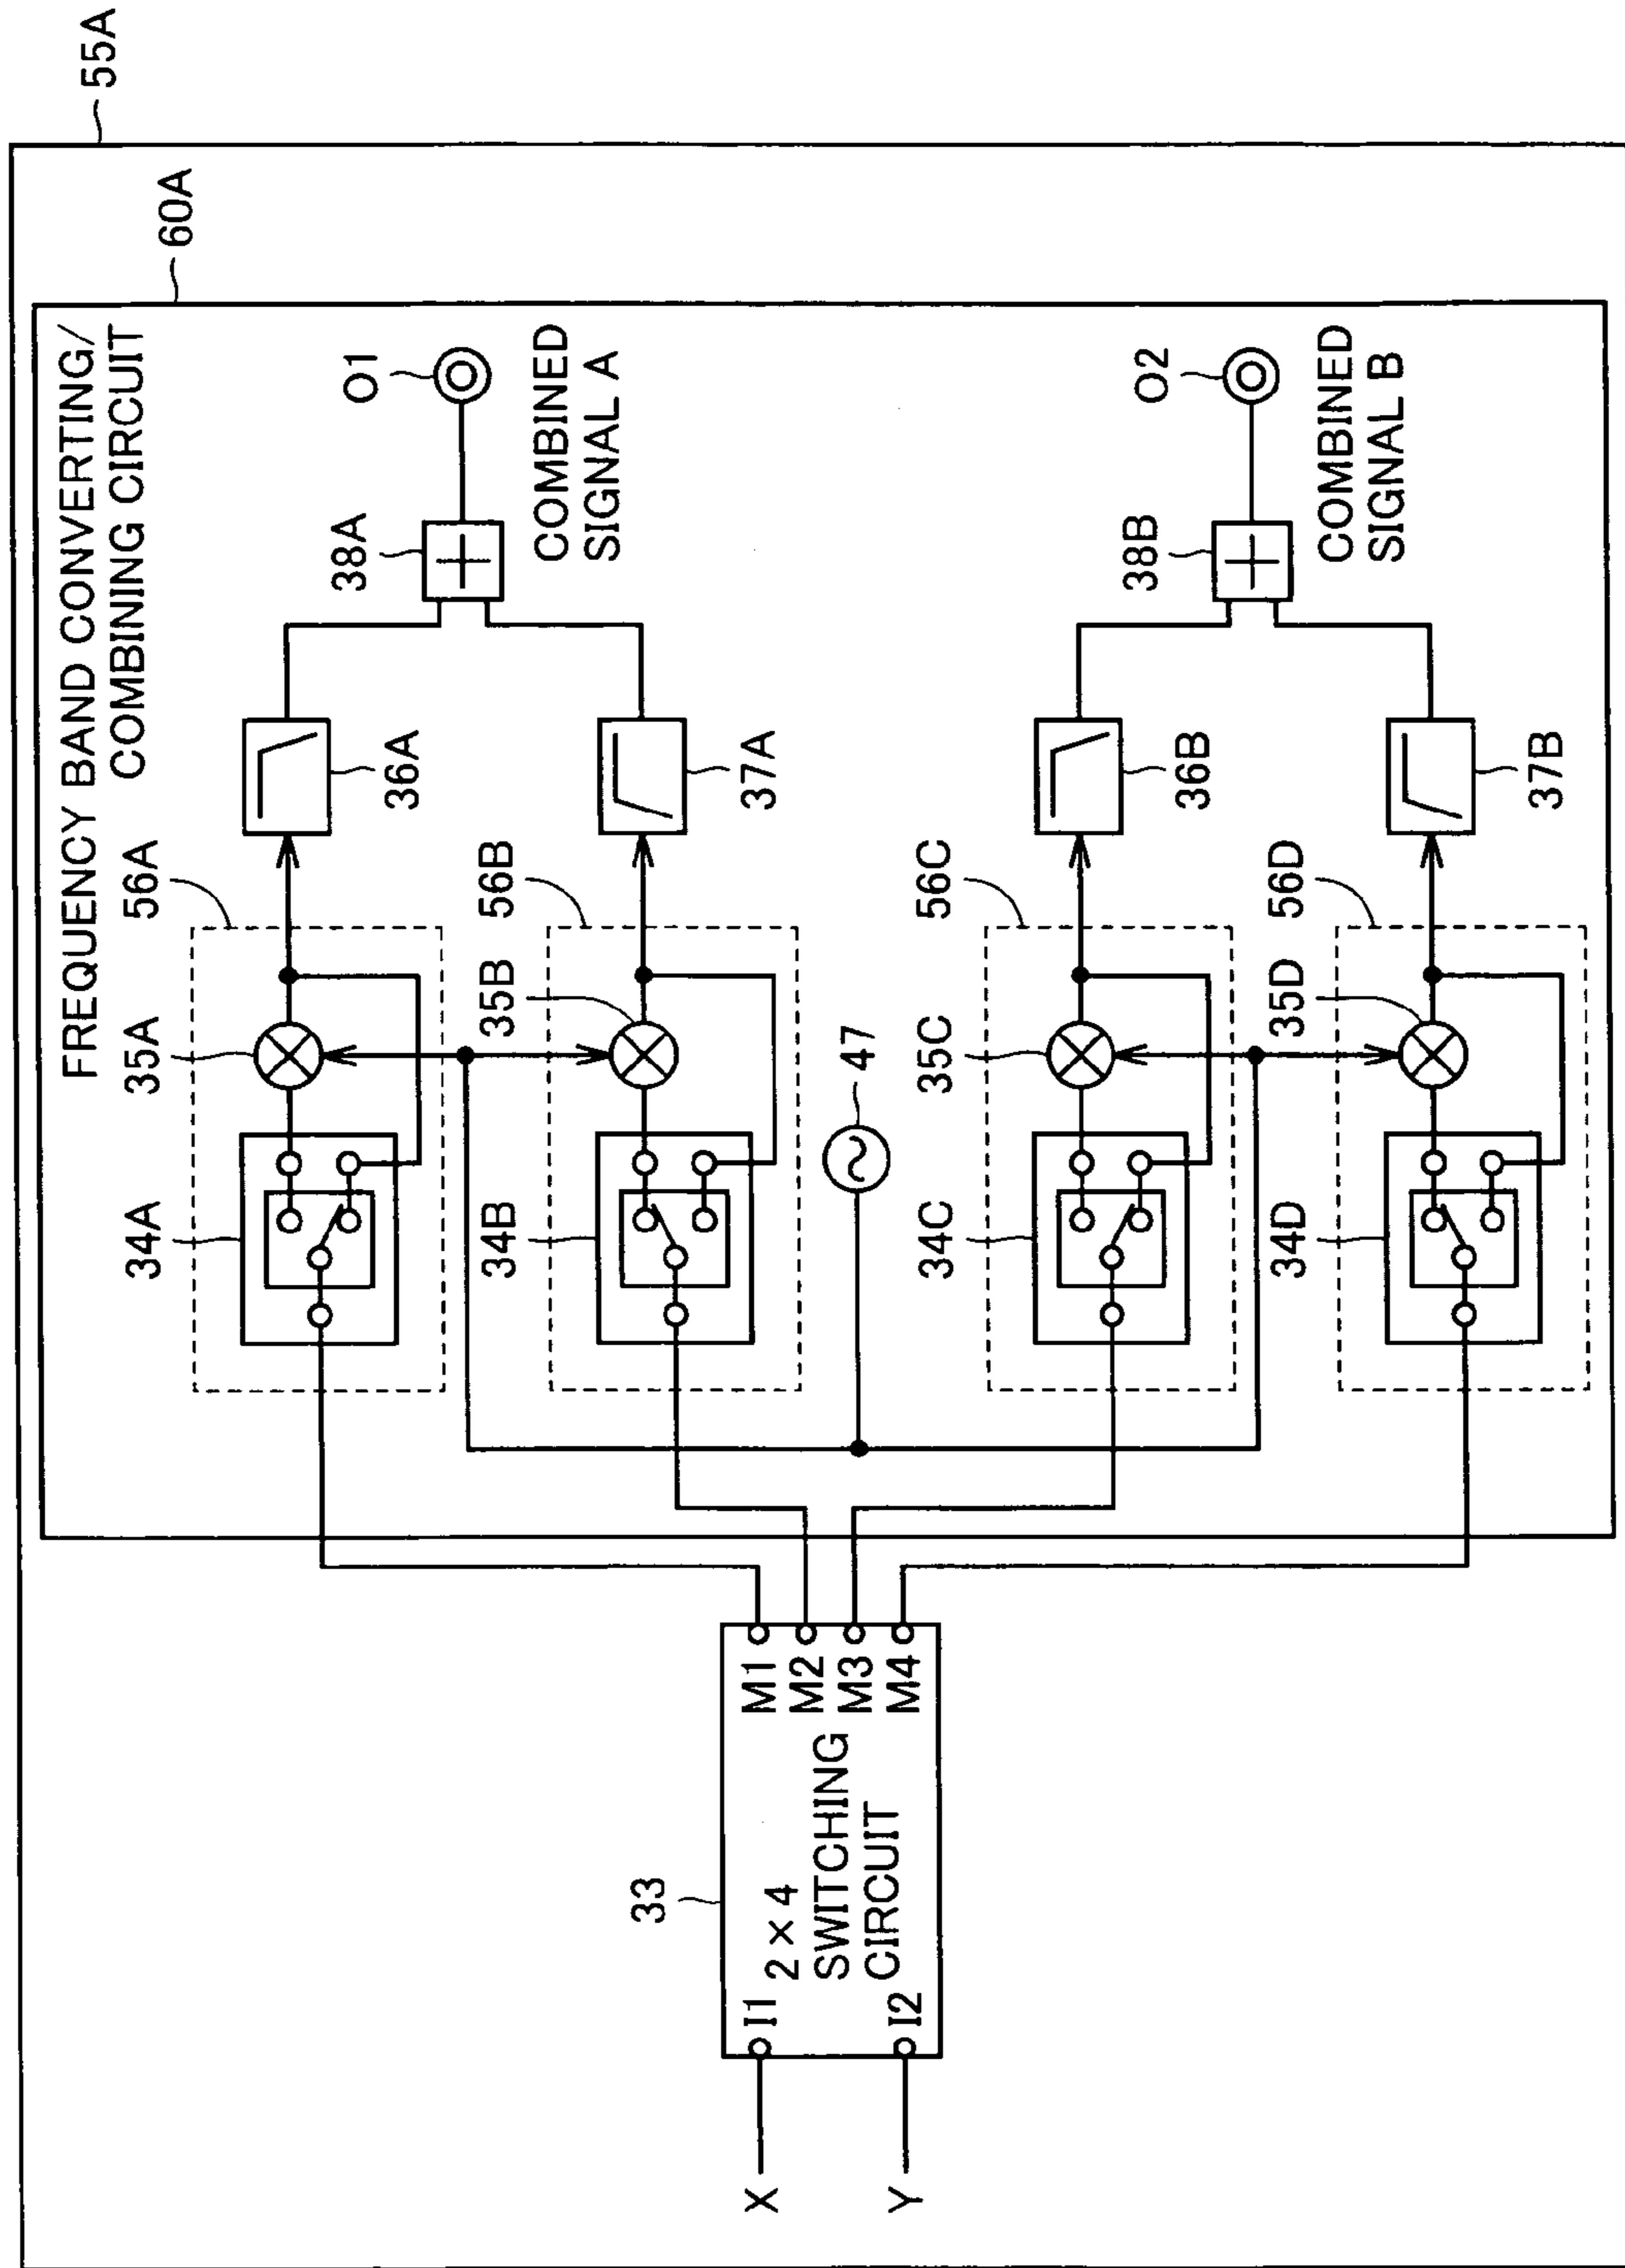 55A
60A
FREQUENCY BAND CONVERTING/
COMBINING CIRCUIT
56A
35A
34A
36A
38A
O1
COMBINED
SIGNAL A
56B
35B
34B
37A
47
56C
35C
34C
36B
38B
O2
COMBINED
SIGNAL B
56D
35D
34D
37B
33
X
Y
I1
I2
2 × 4
SWITCHING
CIRCUIT
M1
M2
M3
M4